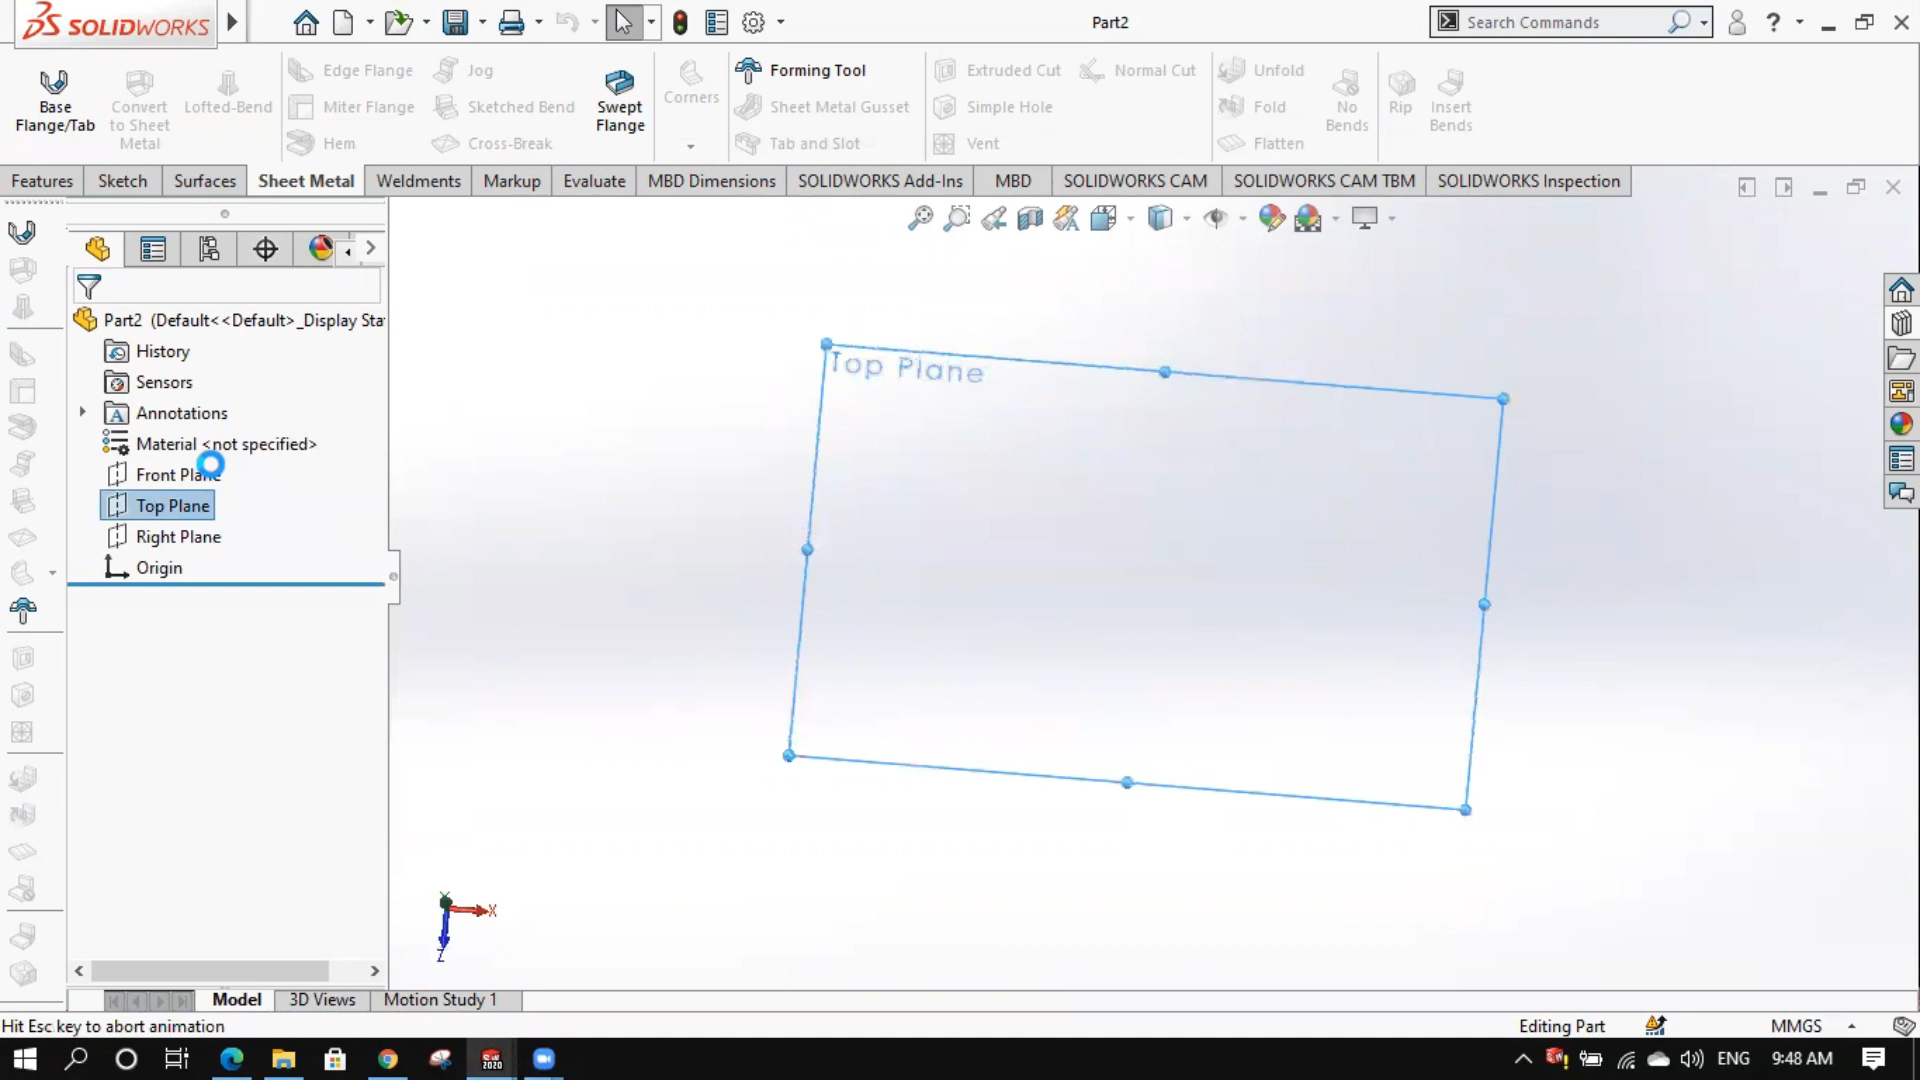 SOLIDWORKS
Part2
Search Commands
Base Flange/Tab
Convert to Sheet Metal
Lofted-Bend
Edge Flange
Miter Flange
Hem
Jog
Sketched Bend
Cross-Break
Swept Flange
Corners
Forming Tool
Sheet Metal Gusset
Tab and Slot
Extruded Cut
Simple Hole
Vent
Normal Cut
Unfold
Fold
Flatten
No Bends
Rip
Insert Bends
Features
Sketch
Surfaces
Sheet Metal
Weldments
Markup
Evaluate
MBD Dimensions
SOLIDWORKS Add-Ins
MBD
SOLIDWORKS CAM
SOLIDWORKS CAM TBM
SOLIDWORKS Inspection
Part2 (Default<<Default>_Display Sta
History
Sensors
Annotations
Material <not specified>
Front Plane
Top Plane
Right Plane
Origin
Top Plane
X
Z
Model
3D Views
Motion Study 1
Hit Esc key to abort animation
Editing Part
MMGS
2020
ENG
9:48 AM